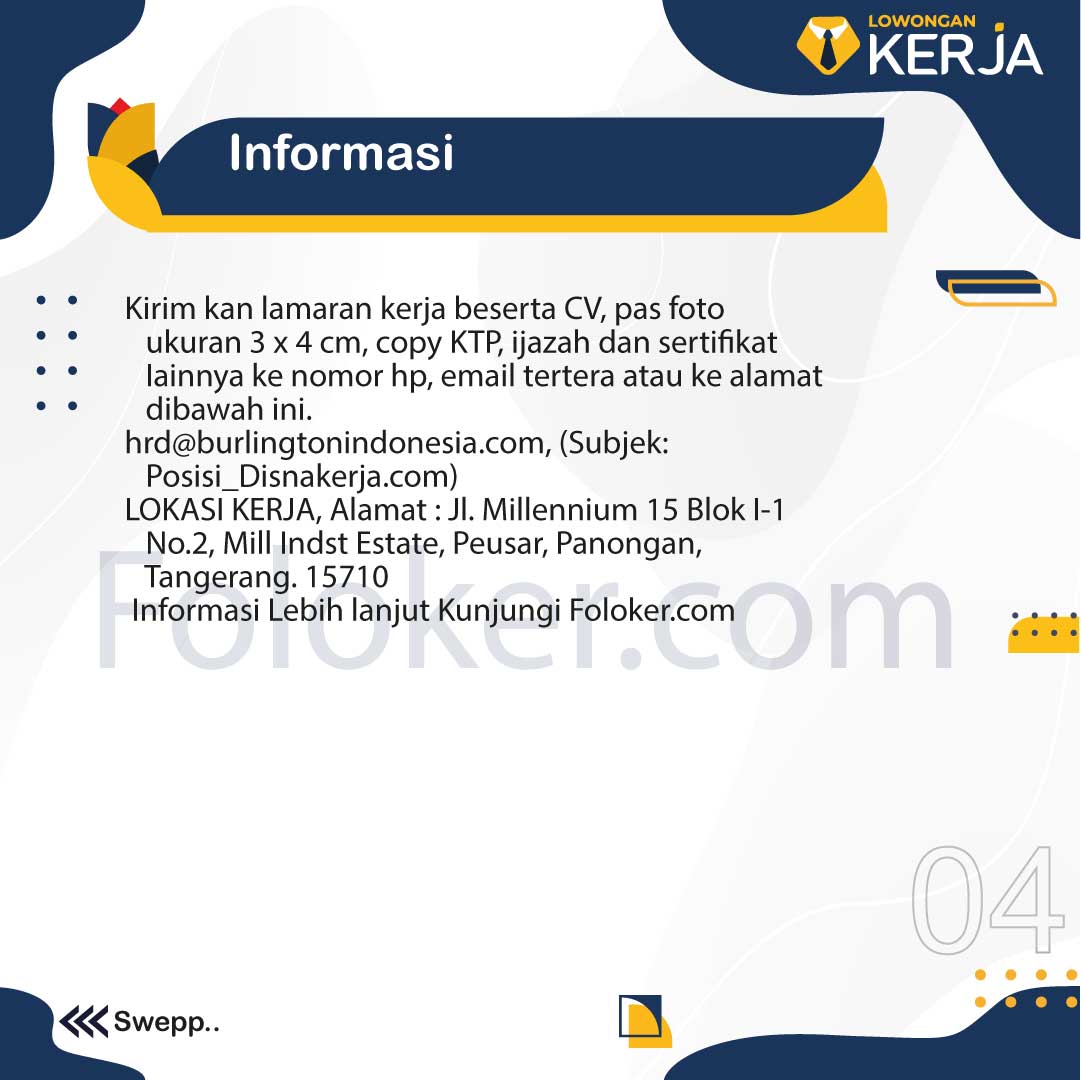 LOWONGAN
KERJA
Informasi
Kirim kan lamaran kerja beserta CV, pas foto
ukuran 3 x 4 cm, copy KTP, ijazah dan sertifikat
lainnya ke nomor hp, email tertera atau ke alamat
dibawah ini.
hrd@burlingtonindonesia.com, (Subjek:
Posisi_Disnakerja.com)
LOKASI KERJA, Alamat : Jl. Millennium 15 Blok I-1
No.2, Mill Indst Estate, Peusar, Panongan,
Tangerang. 15710
Informasi Lebih lanjut Kunjungi Foloker.com
Foloker.com
04
Swepp..